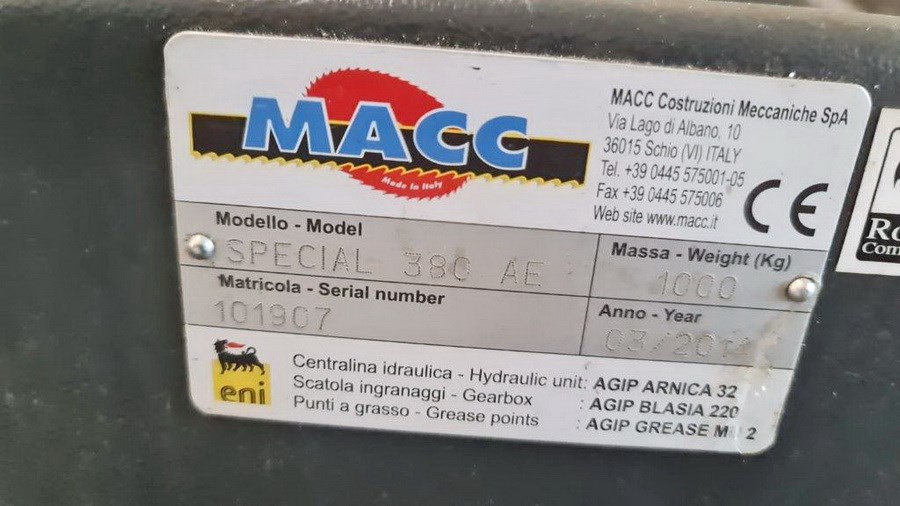 MACC
Made in Italy
MACC Costruzioni Meccaniche SpA
Via Lago di Albano, 10
36015 Schio (VI) ITALY
Tel. +39 0445 575001-05
Fax +39 0445 575006
Web site www.macc.it
CE
Modello - Model
SPECIAL 380 AE
Massa - Weight (Kg)
1000
Matricola - Serial number
101907
Anno - Year
eni
Centralina idraulica - Hydraulic unit: AGIP ARNICA 32
Scatola ingranaggi - Gearbox : AGIP BLASIA 220
Punti a grasso - Grease points : AGIP GREASE 2